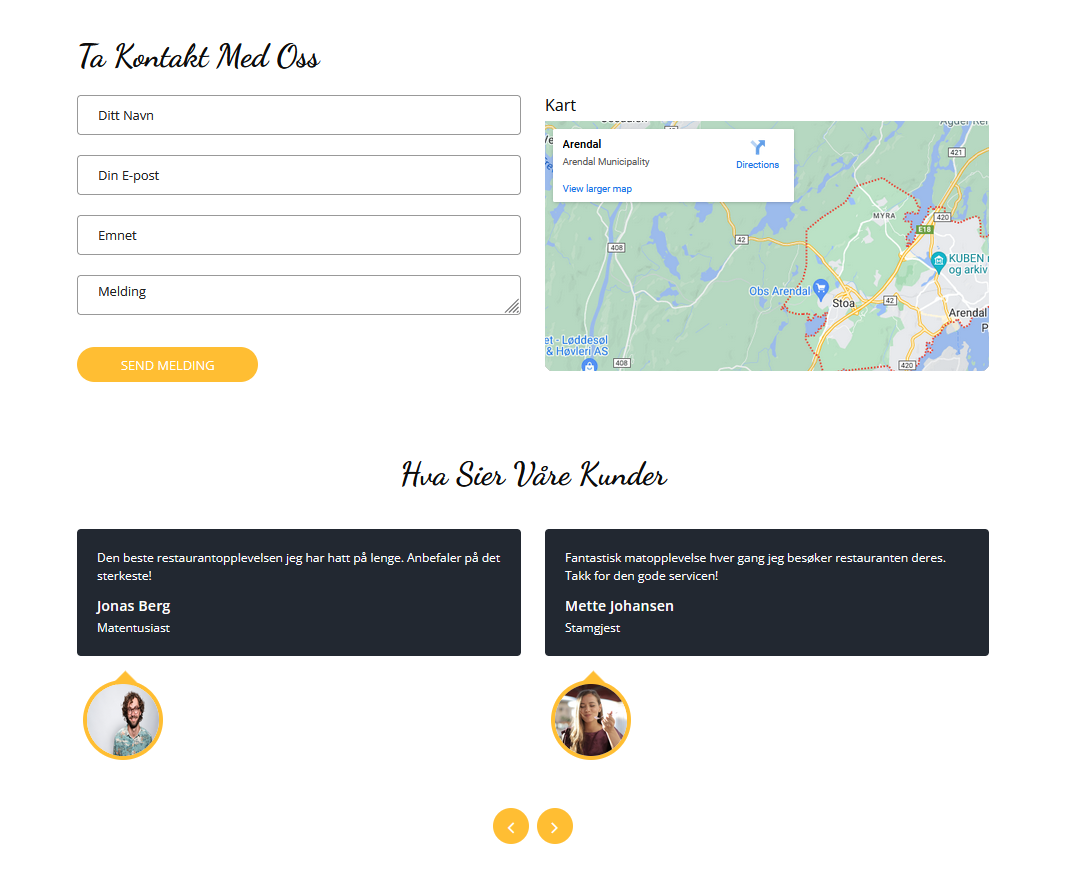 Ta Kontakt Med Oss
Ditt Navn
Din E-post
Emnet
Melding
SEND MELDING
Kart
Arendal
Arendal Municipality
Directions
View larger map
421
MYRA
420
E18
42
408
KUBEN
og arkiv
Obs Arendal
Stoa
42
Arendal
et - Løddesøl
& Høvleri AS
408
420
Hva Sier Våre Kunder
Den beste restaurantopplevelsen jeg har hatt på lenge. Anbefaler på det
sterkeste!
Jonas Berg
Matentusiast
Fantastisk matopplevelse hver gang jeg besøker restauranten deres.
Takk for den gode servicen!
Mette Johansen
Stamgjest